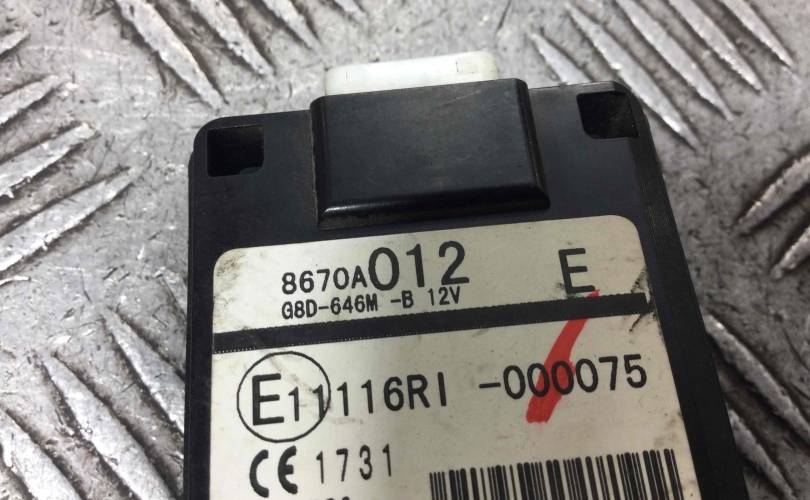 8670A012 E
G8D-646M -B 12V
E11116RI -000075
CE 1731